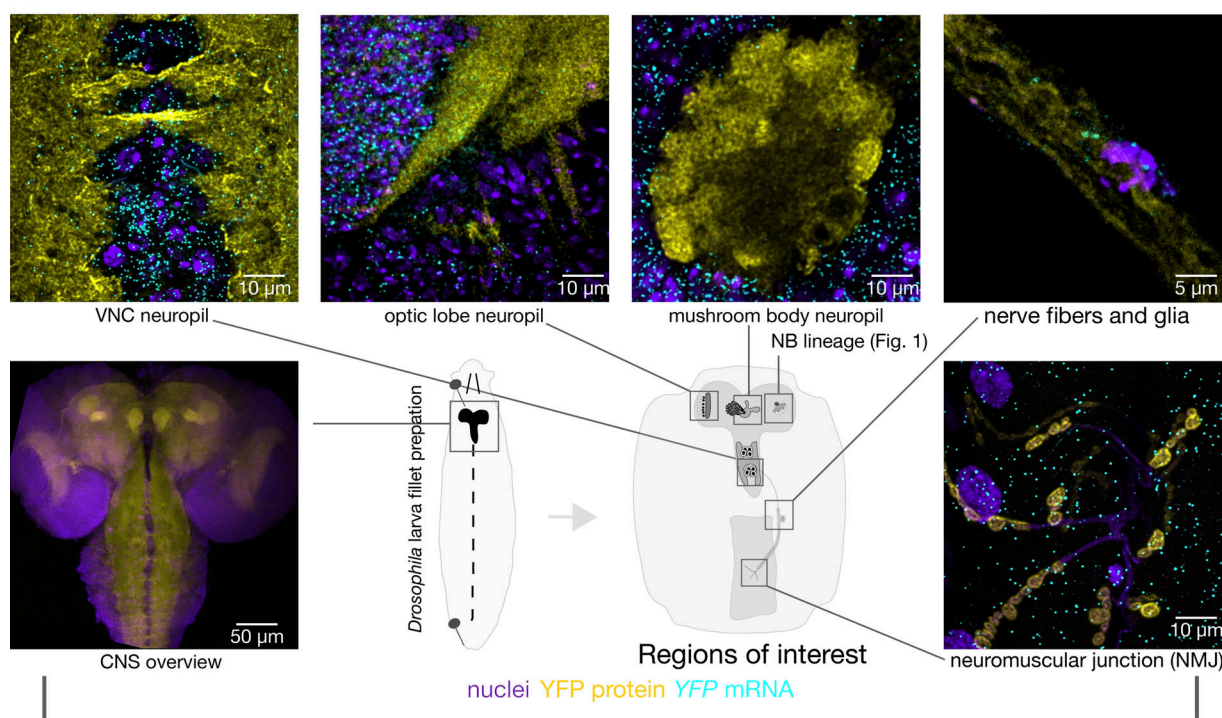 10 µm
10 µm
10 µm
5 µm
VNC neuropil
optic lobe neuropil
mushroom body neuropil
nerve fibers and glia
NB lineage (Fig. 1)
Drosophila larva fillet prepation
50 µm
10 µm
CNS overview
Regions of interest
neuromuscular junction (NMJ)
nuclei YFP protein YFP mRNA